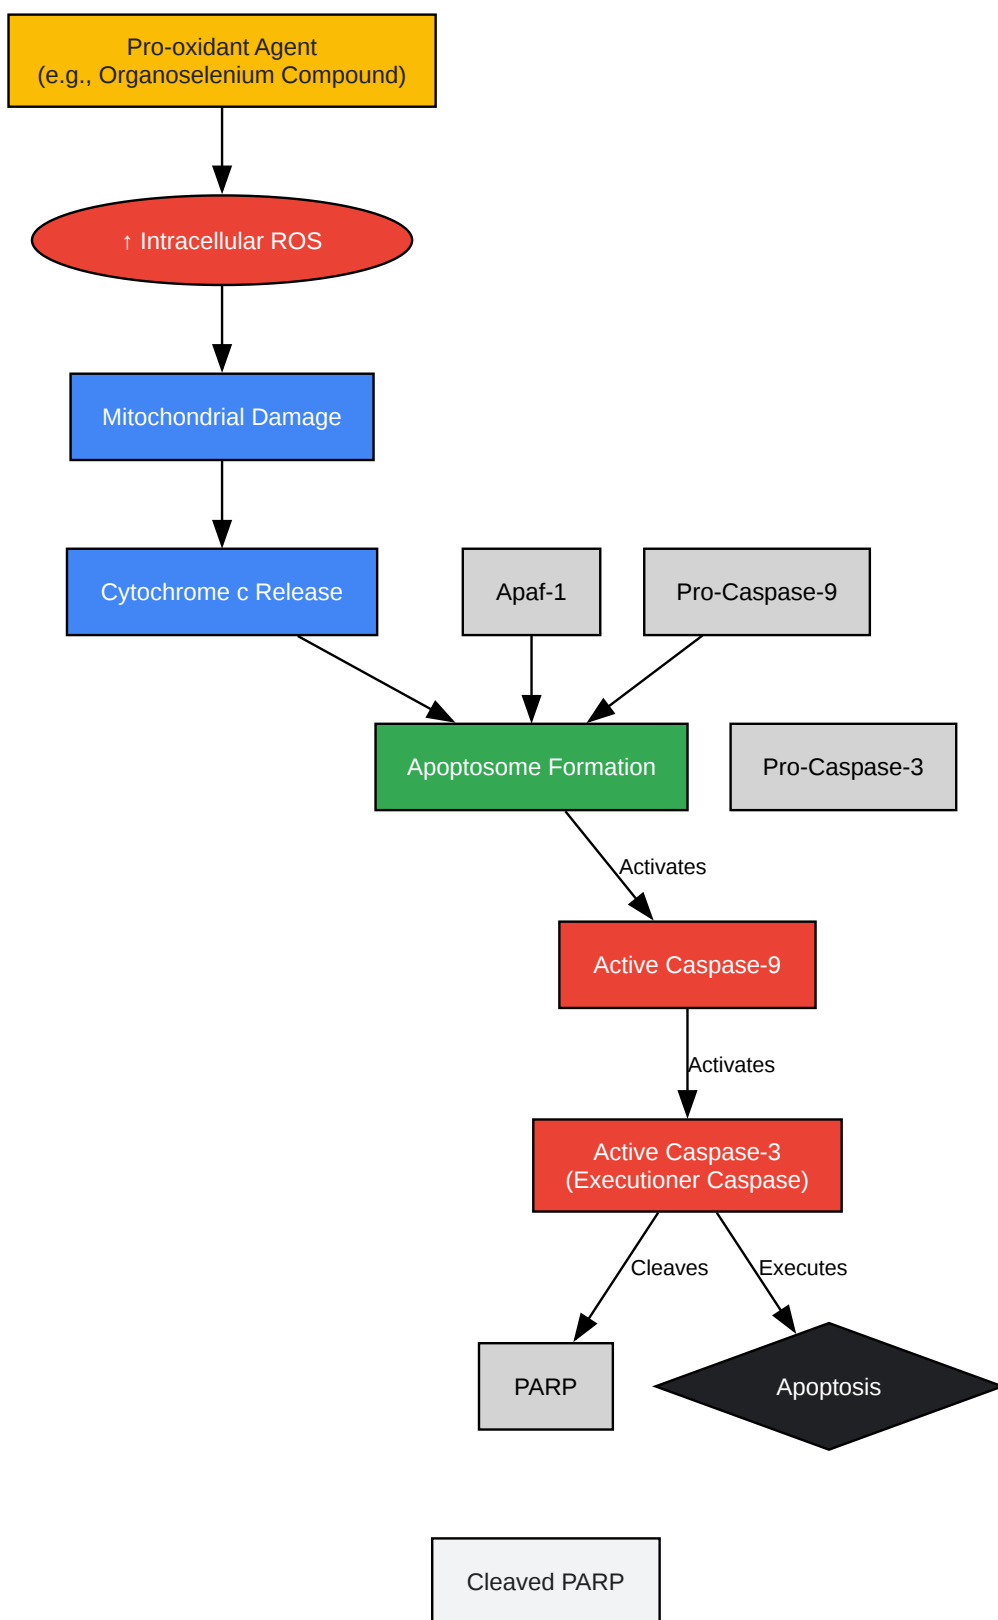 Pro-oxidant Agent
(e.g., Organoselenium Compound)
↑ Intracellular ROS
Mitochondrial Damage
Cytochrome c Release
Apaf-1
Pro-Caspase-9
Apoptosome Formation
Pro-Caspase-3
Activates
Active Caspase-9
Activates
Active Caspase-3
(Executioner Caspase)
Cleaves
Executes
PARP
Apoptosis
Cleaved PARP